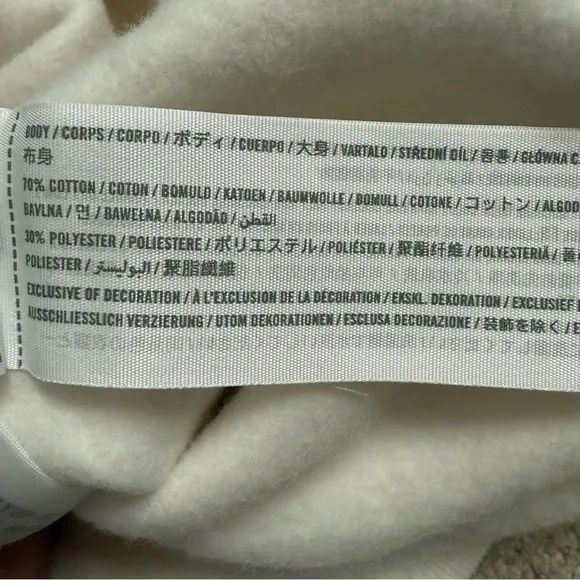 BODY / CORPS / CORPO / ボディ / CUERPO / 大身 / VARTALO / STŘEDNÍ DÍL / 몸통 / GŁÓWNA C
布身
70% COTTON / COTON / BOMULD / KATOEN / BAUMWOLLE / BOMULL / COTONE / コットン / ALGOD
BAVLNA / 면 / BAWEŁNA / ALGODÃO / القطن
30% POLYESTER / POLIESTERE / ポリエステル / POLIÉSTER / 聚酯纤维 / POLYESTERIÄ / 폴
POLIESTER / البوليستر / 聚脂纖維
EXCLUSIVE OF DECORATION / À L'EXCLUSION DE LA DÉCORATION / EKSKL. DEKORATION / EXCLUSIEF
AUSSCHLIESSLICH VERZIERUNG / UTOM DEKORATIONEN / ESCLUSA DECORAZIONE / 装飾を除く / E